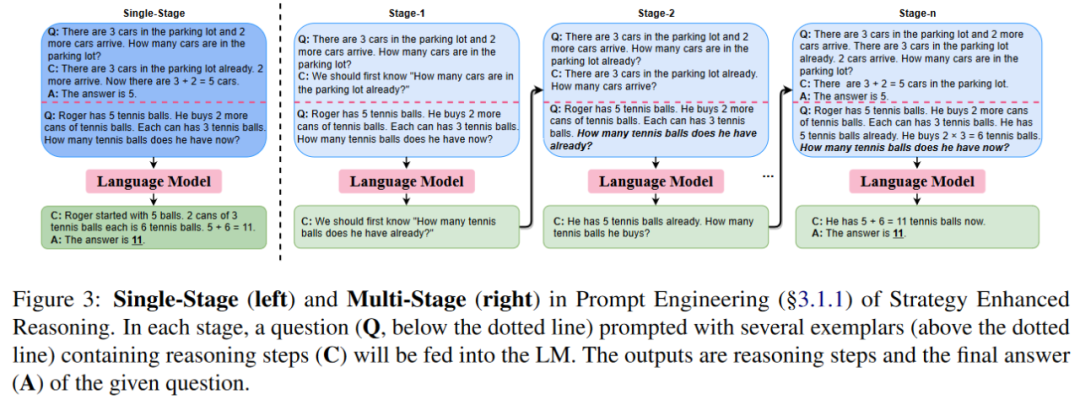 Single-Stage
Q: There are 3 cars in the parking lot and 2
more cars arrive. How many cars are in the
parking lot?
C: There are 3 cars in the parking lot already. 2
more arrive. Now there are 3 + 2 = 5 cars.
A: The answer is 5.
Q: Roger has 5 tennis balls. He buys 2 more
cans of tennis balls. Each can has 3 tennis balls.
How many tennis balls does he have now?
Language Model
C: Roger started with 5 balls. 2 cans of 3
tennis balls each is 6 tennis balls. 5 + 6 = 11.
A: The answer is 11.
Stage-1
Q: There are 3 cars in the parking lot and 2
more cars arrive. How many cars are in the
parking lot?
C: We should first know "How many cars are in
the parking lot already?"
Q: Roger has 5 tennis balls. He buys 2 more
cans of tennis balls. Each can has 3 tennis balls.
How many tennis balls does he have now?
Language Model
C: We should first know "How many tennis
balls does he have already?"
Stage-2
Q: There are 3 cars in the parking lot and 2
more cars arrive. How many cars are in the
parking lot already?
C: There are 3 cars in the parking lot already.
How many cars arrive?
Q: Roger has 5 tennis balls. He buys 2 more
cans of tennis balls. Each can has 3 tennis
balls. How many tennis balls does he have
already?
Language Model
C: He has 5 tennis balls already. How many
tennis balls he buys?
...
Stage-n
Q: There are 3 cars in the parking lot and 2 more
cars arrive. There are 3 cars in the parking lot
already. 2 cars arrive. How many cars are in the
parking lot?
C: There are 3 + 2 = 5 cars in the parking lot.
A: The answer is 5.
Q: Roger has 5 tennis balls. He buys 2 more cans
of tennis balls. Each can has 3 tennis balls. He has
5 tennis balls already. He buys 2 × 3 = 6 tennis balls.
How many tennis balls does he have now?
Language Model
C: He has 5 + 6 = 11 tennis balls now.
A: The answer is 11.
Figure 3: Single-Stage (left) and Multi-Stage (right) in Prompt Engineering (§3.1.1) of Strategy Enhanced
Reasoning. In each stage, a question (Q, below the dotted line) prompted with several exemplars (above the dotted
line) containing reasoning steps (C) will be fed into the LM. The outputs are reasoning steps and the final answer
(A) of the given question.